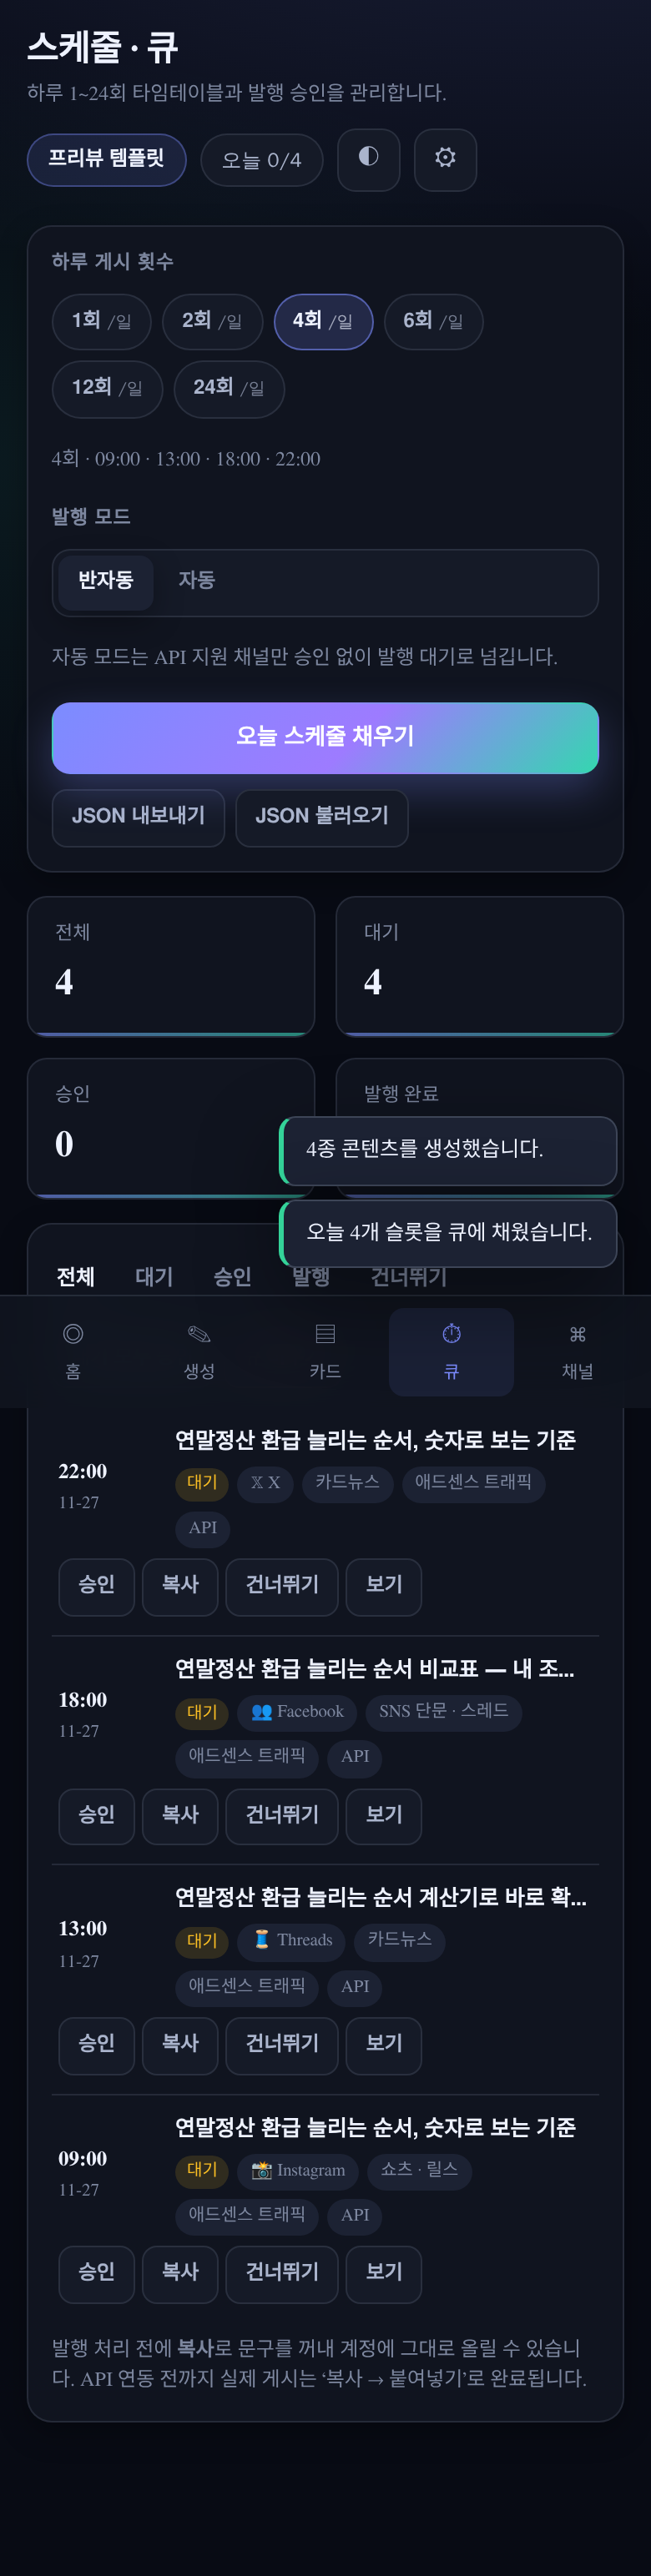 스케줄 · 큐
하루 1~24회 타임테이블과 발행 승인을 관리합니다.
프리뷰 템플릿
오늘 0/4
하루 게시 횟수
1회 /일
2회 /일
4회 /일
6회 /일
12회 /일
24회 /일
4회 · 09:00 · 13:00 · 18:00 · 22:00
발행 모드
반자동
자동
자동 모드는 API 지원 채널만 승인 없이 발행 대기로 넘깁니다.
오늘 스케줄 채우기
JSON 내보내기
JSON 불러오기
전체
4
대기
4
승인
0
발행 완료
4종 콘텐츠를 생성했습니다.
오늘 4개 슬롯을 큐에 채웠습니다.
전체
대기
승인
발행
건너뛰기
홈
생성
카드
큐
채널
22:00
11-27
연말정산 환급 늘리는 순서, 숫자로 보는 기준
대기
𝕏 X
카드뉴스
애드센스 트래픽
API
승인
복사
건너뛰기
보기
18:00
11-27
연말정산 환급 늘리는 순서 비교표 — 내 조...
대기
Facebook
SNS 단문 · 스레드
애드센스 트래픽
API
승인
복사
건너뛰기
보기
13:00
11-27
연말정산 환급 늘리는 순서 계산기로 바로 확...
대기
Threads
카드뉴스
애드센스 트래픽
API
승인
복사
건너뛰기
보기
09:00
11-27
연말정산 환급 늘리는 순서, 숫자로 보는 기준
대기
Instagram
쇼츠 · 릴스
애드센스 트래픽
API
승인
복사
건너뛰기
보기
발행 처리 전에 복사로 문구를 꺼내 계정에 그대로 올릴 수 있습니
다. API 연동 전까지 실제 게시는 ‘복사 → 붙여넣기’로 완료됩니다.